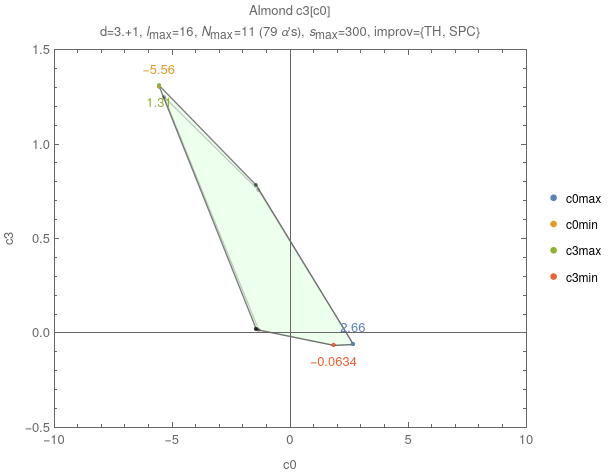 Almond c3[c0]
d=3.+1, lmax=16, Nmax=11 (79 α's), smax=300, improv={TH, SPC}
1.5
−5.56
1.31
1.0
c0max
c0min
c3
0.5
c3max
c3min
2.66
0.0
−0.0634
−0.5
−10
−5
0
5
10
c0